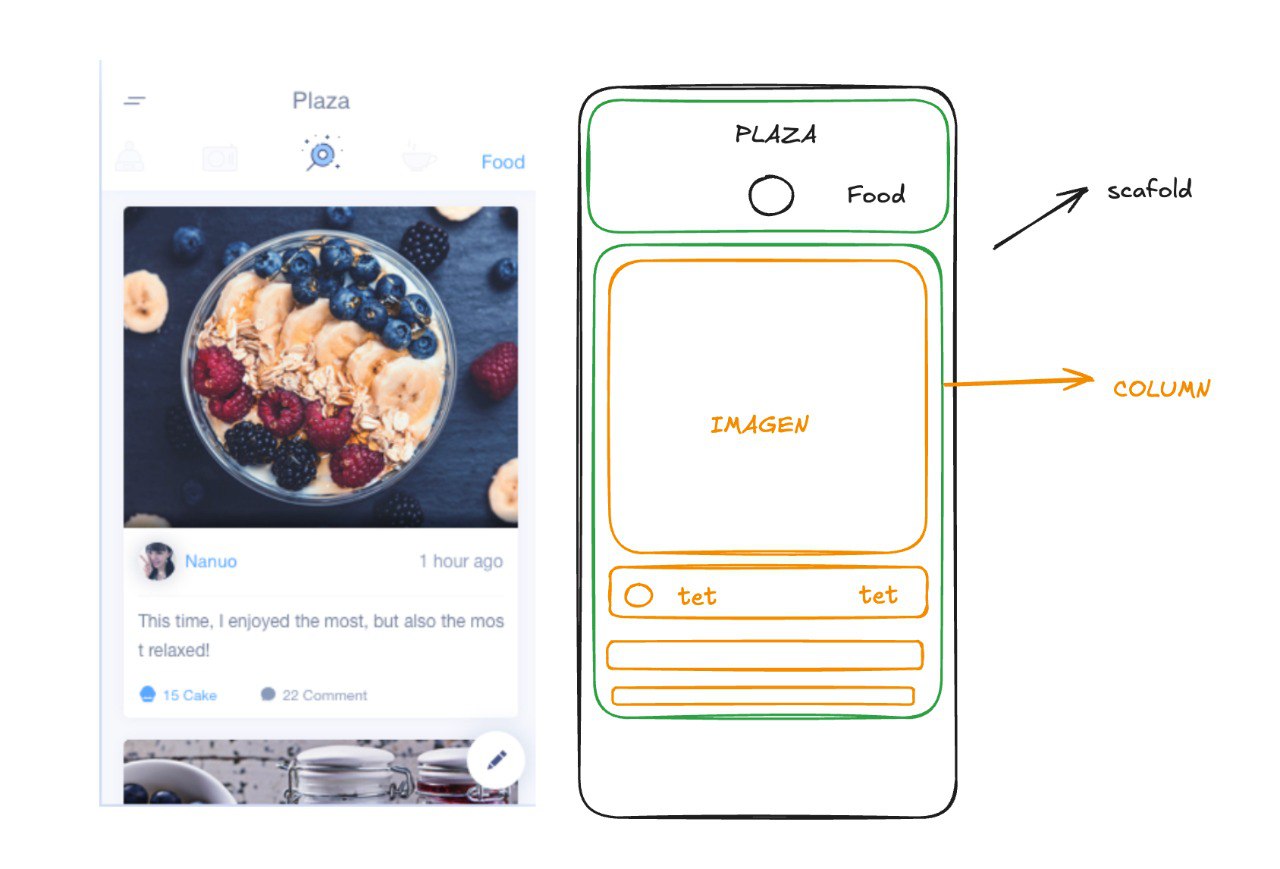 Plaza
Food
Nanuo
1 hour ago
This time, I enjoyed the most, but also the mos
t relaxed!
15 Cake
22 Comment
PLAZA
Food
IMAGEN
tet
tet
scafold
COLUMN